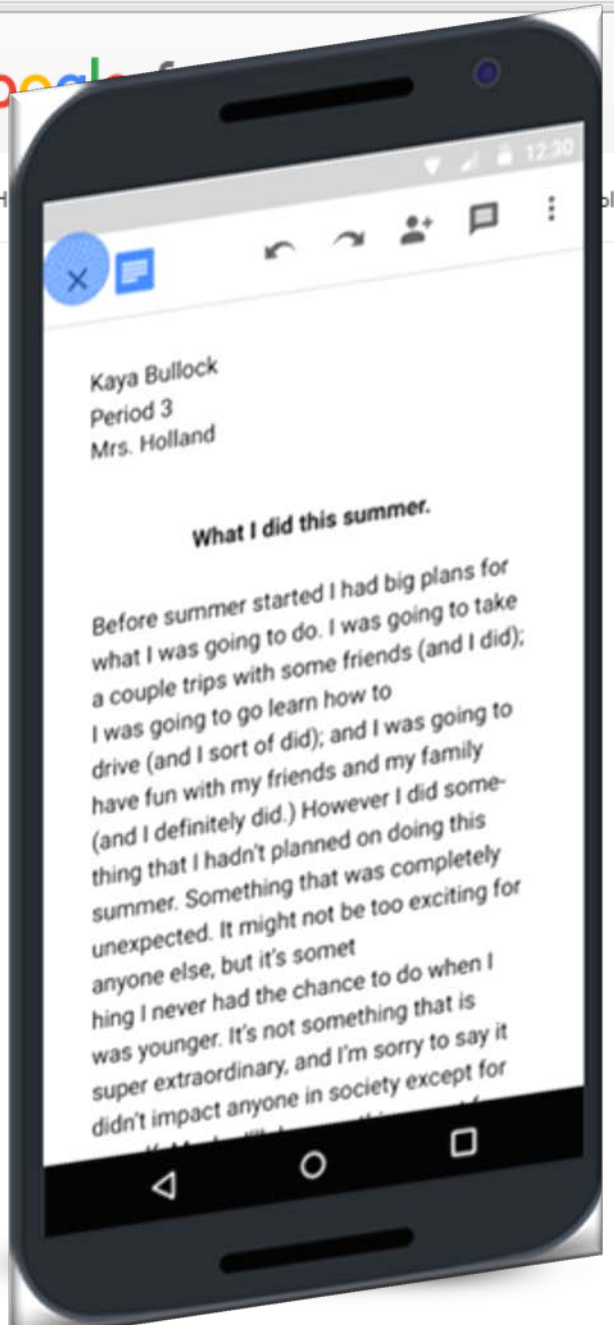 12:30
Kaya Bullock
Period 3
Mrs. Holland
What I did this summer.
Before summer started I had big plans for
what I was going to do. I was going to take
a couple trips with some friends (and I did);
I was going to go learn how to
drive (and I sort of did); and I was going to
have fun with my friends and my family
(and I definitely did.) However I did some-
thing that I hadn't planned on doing this
summer. Something that was completely
unexpected. It might not be too exciting for
anyone else, but it's somet
hing I never had the chance to do when I
was younger. It's not something that is
super extraordinary, and I'm sorry to say it
didn't impact anyone in society except for